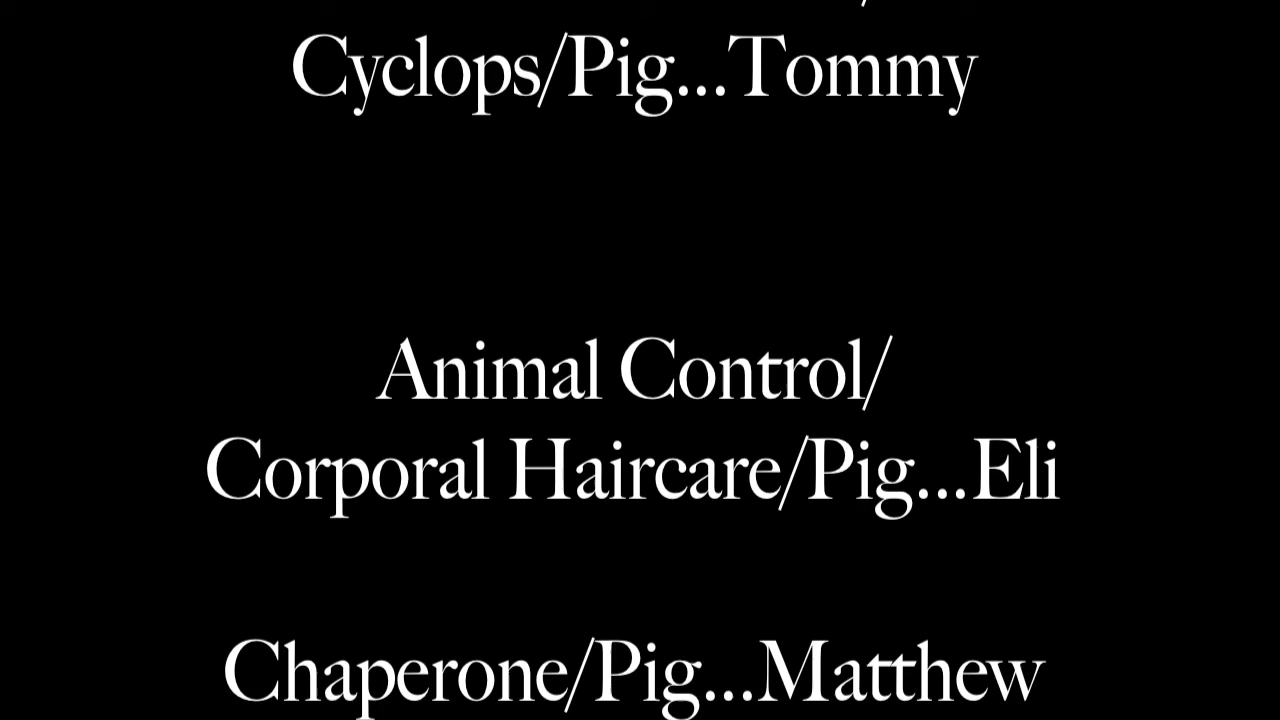 Cyclops/Pig...Tommy
Animal Control/
Corporal Haircare/Pig...Eli
Chaperone/Pig...Matthew